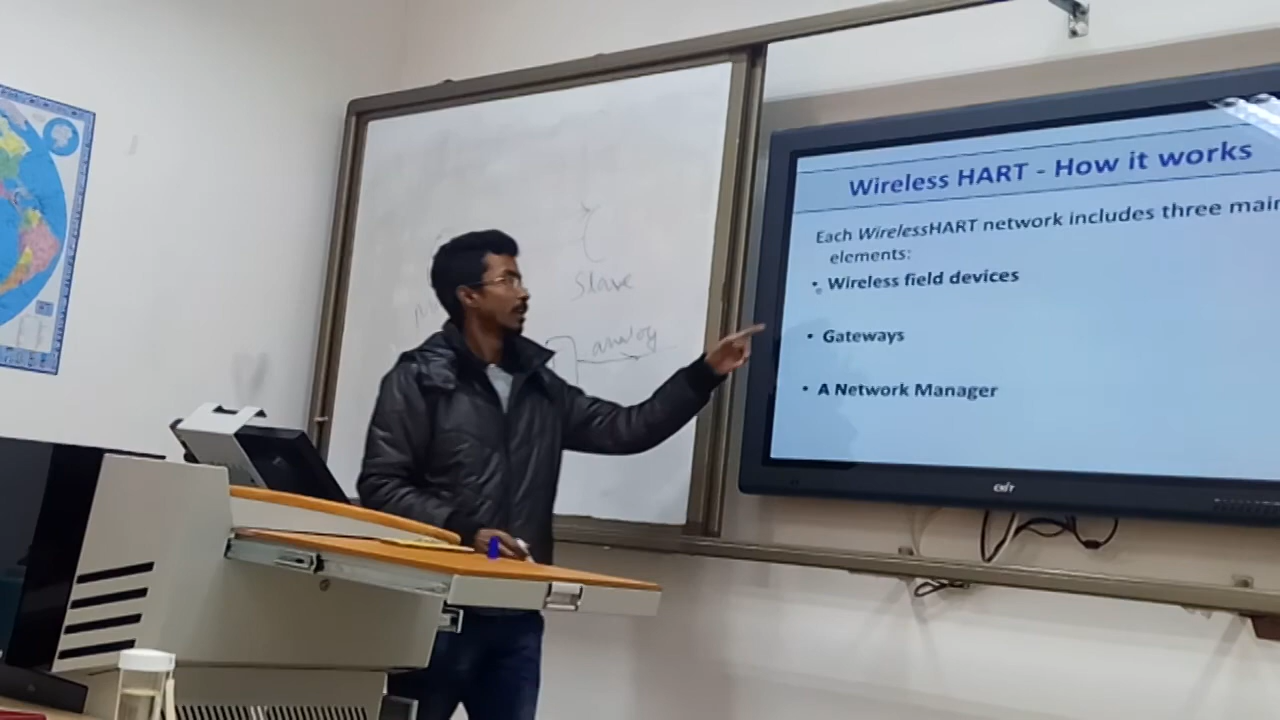 Slave
analog
Wireless HART - How it works
Each WirelessHART network includes three main
elements:
• Wireless field devices
• Gateways
• A Network Manager